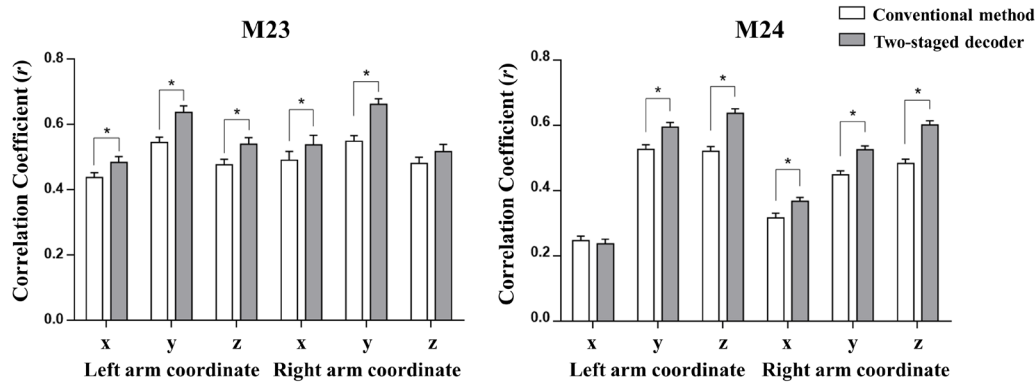 M23
M24
Conventional method
Two-staged decoder
Correlation Coefficient (r)
0.8
0.6
0.4
0.2
0.0
* * * * *
x y z x y z
Left arm coordinate Right arm coordinate
Correlation Coefficient (r)
0.8
0.6
0.4
0.2
0.0
* * * * *
x y z x y z
Left arm coordinate Right arm coordinate